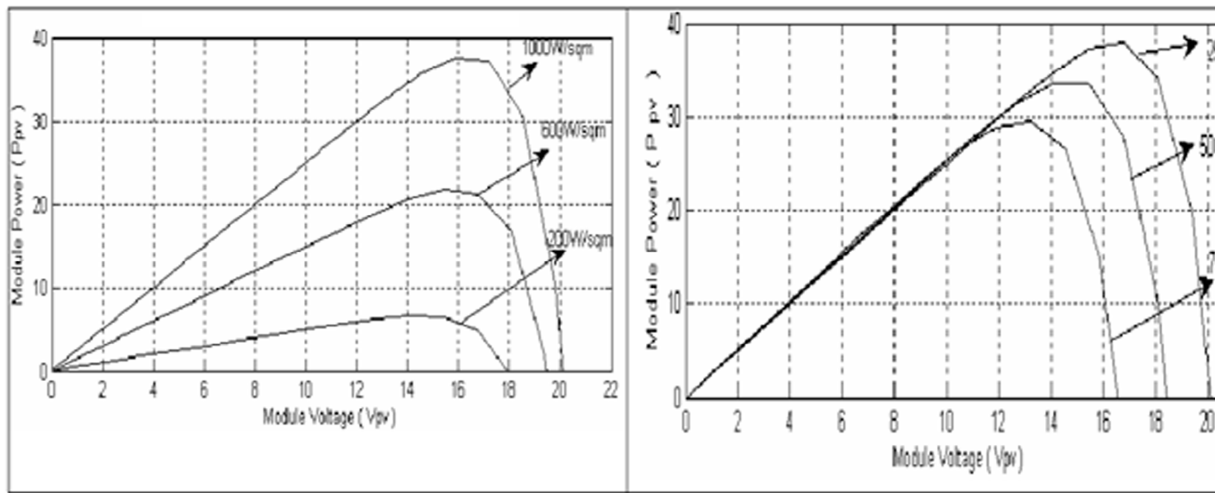 40
30
20
10
0
Module Power ( Ppv )
1000W/sqm
600W/sqm
200W/sqm
0 2 4 6 8 10 12 14 16 18 20 22
Module Voltage ( Vpv )
40
30
20
10
0
Module Power ( P pv )
50
0 2 4 6 8 10 12 14 16 18 20
Module Voltage ( Vpv )